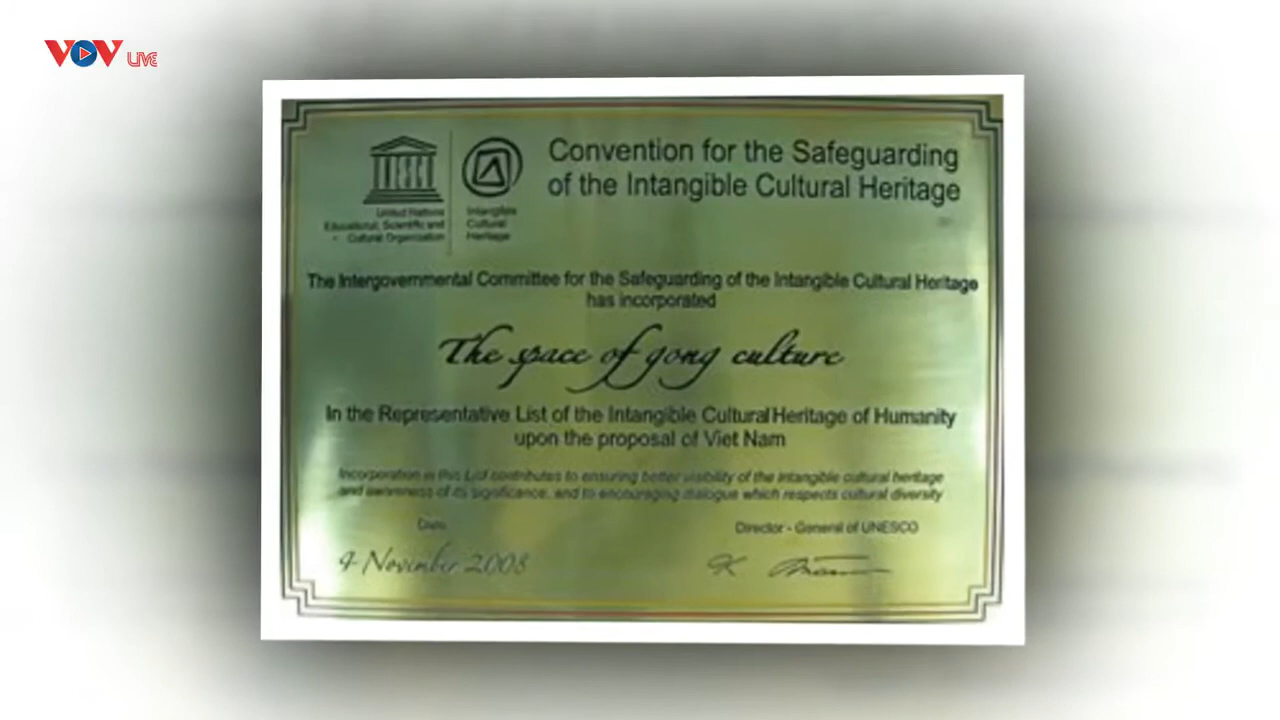 VOV LIVE
Convention for the Safeguarding
of the Intangible Cultural Heritage
United Nations
Educational, Scientific and
Cultural Organization
Intangible
Cultural
Heritage
The Intergovernmental Committee for the Safeguarding of the Intangible Cultural Heritage
has incorporated
The space of gong culture
In the Representative List of the Intangible Cultural Heritage of Humanity
upon the proposal of Viet Nam
Incorporation in this List contributes to ensuring better visibility of the intangible cultural heritage
and awareness of its significance, and to encouraging dialogue which respects cultural diversity
Date
Director - General of UNESCO
4 November 2008